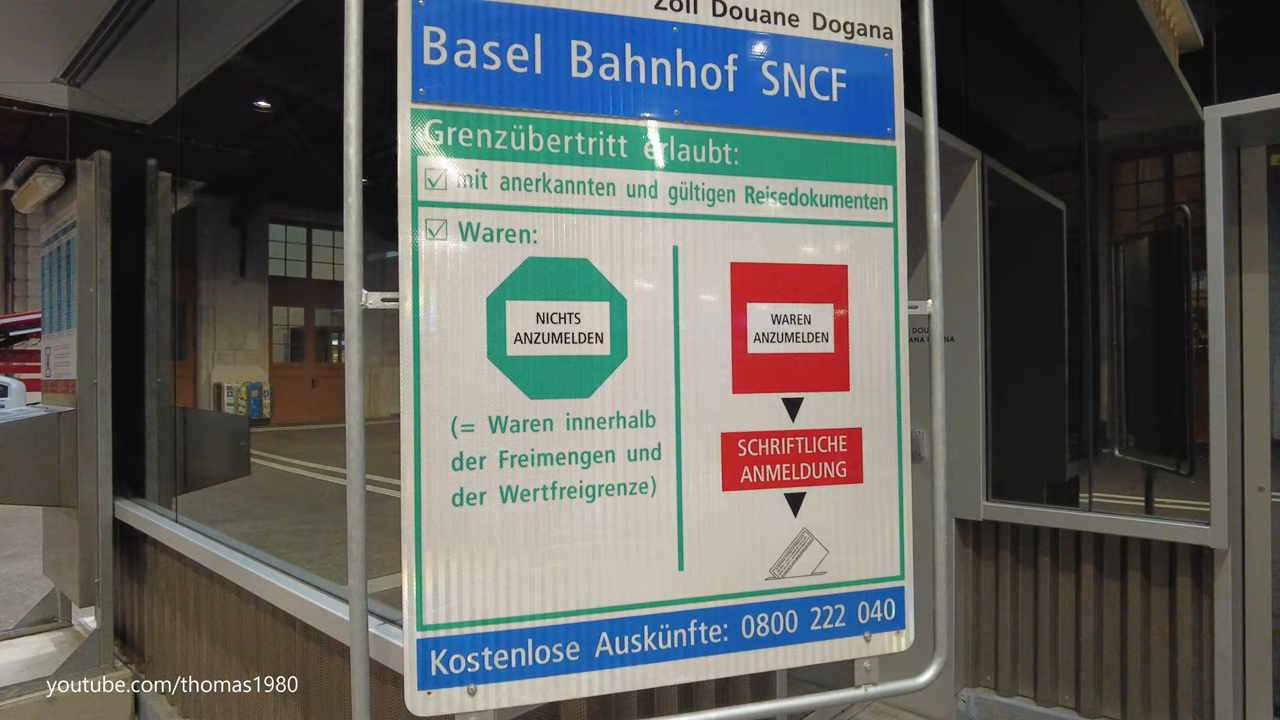 Zoll Douane Dogana
Basel Bahnhof SNCF
Grenzübertritt erlaubt:
mit anerkannten und gültigen Reisedokumenten
Waren:
NICHTS
ANZUMELDEN
(= Waren innerhalb
der Freimengen und
der Wertfreigrenze)
WAREN
ANZUMELDEN
SCHRIFTLICHE
ANMELDUNG
Kostenlose Auskünfte: 0800 222 040
youtube.com/thomas1980